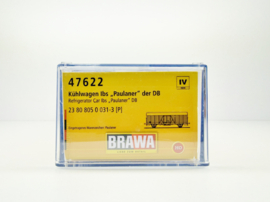 47622
IV
Kühlwagen Ibs „Paulaner" der DB
Refrigerator Car Ibs „Paulaner" DB
23 80 805 0 031-3 [P]
BRAWA